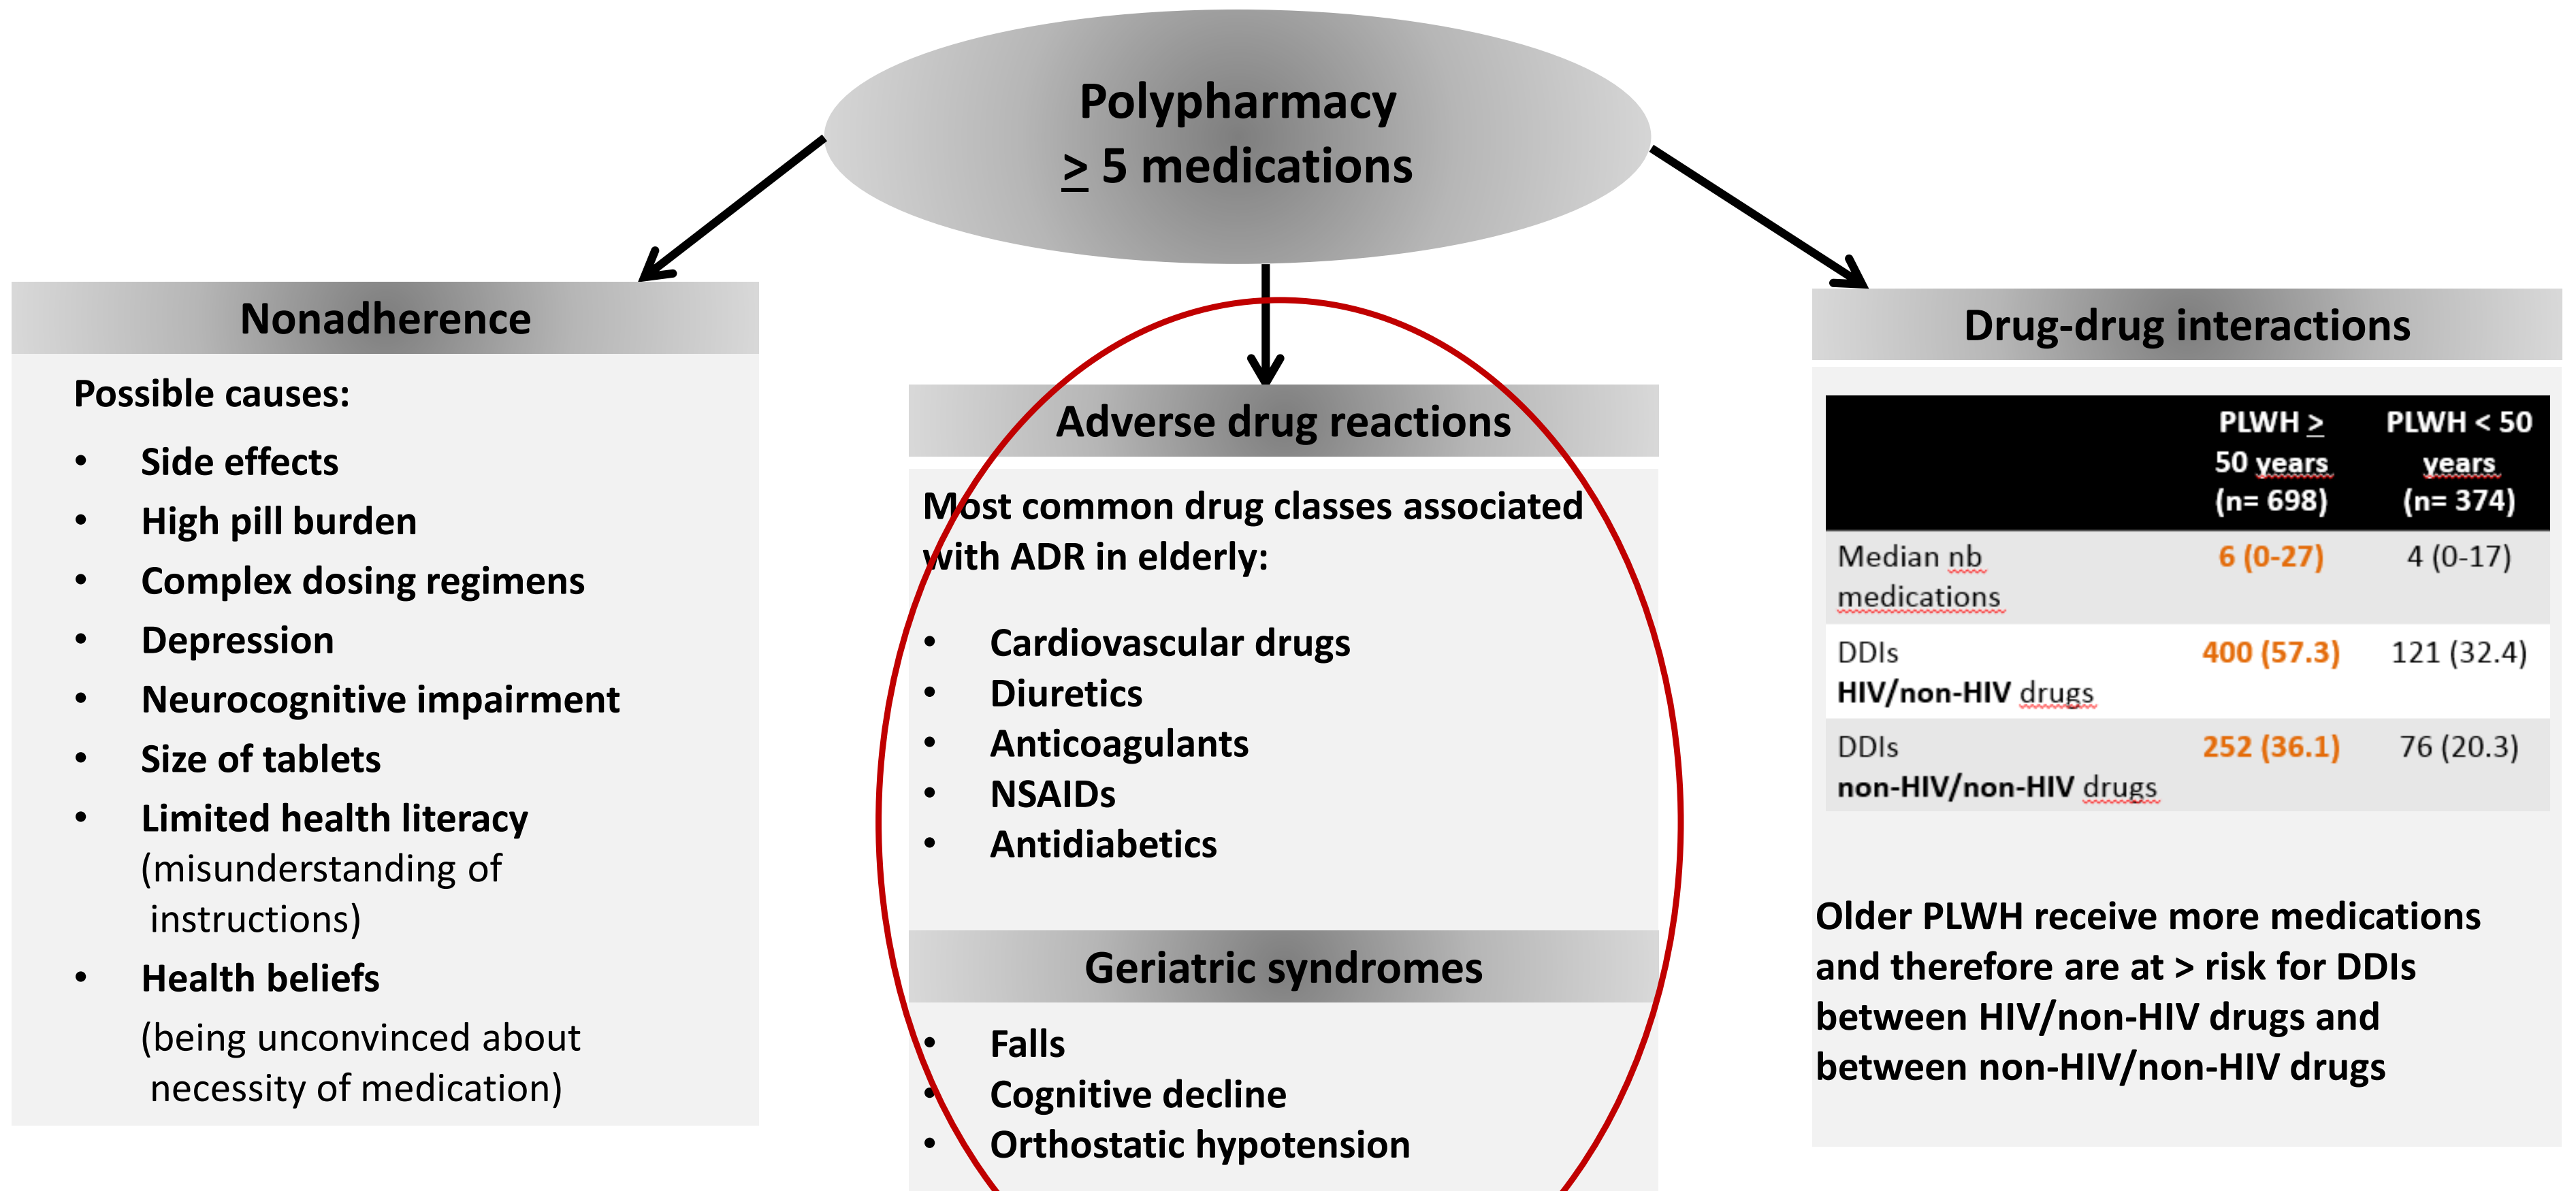 Polypharmacy
≥ 5 medications
Nonadherence
Possible causes:
• Side effects
• High pill burden
• Complex dosing regimens
• Depression
• Neurocognitive impairment
• Size of tablets
• Limited health literacy
(misunderstanding of
instructions)
• Health beliefs
(being unconvinced about
necessity of medication)
Adverse drug reactions
Most common drug classes associated
with ADR in elderly:
• Cardiovascular drugs
• Diuretics
• Anticoagulants
• NSAIDs
• Antidiabetics
Geriatric syndromes
• Falls
• Cognitive decline
• Orthostatic hypotension
Drug-drug interactions
PLWH ≥ PLWH < 50
50 years years
(n= 698) (n= 374)
Median nb 6 (0-27) 4 (0-17)
medications
DDIs 400 (57.3) 121 (32.4)
HIV/non-HIV drugs
DDIs 252 (36.1) 76 (20.3)
non-HIV/non-HIV drugs
Older PLWH receive more medications
and therefore are at > risk for DDIs
between HIV/non-HIV drugs and
between non-HIV/non-HIV drugs